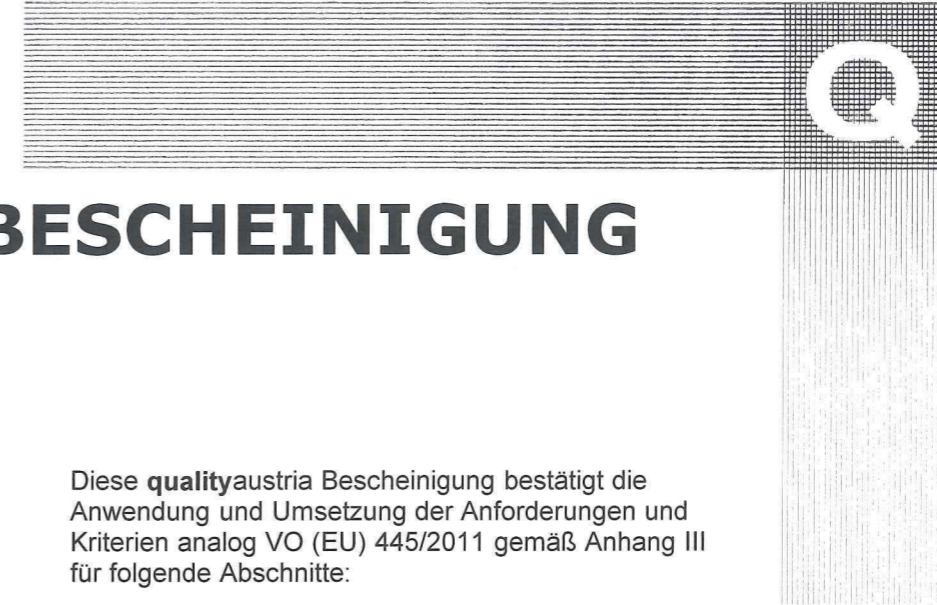 Q
BESCHEINIGUNG
Diese qualityaustria Bescheinigung bestätigt die
Anwendung und Umsetzung der Anforderungen und
Kriterien analog VO (EU) 445/2011 gemäß Anhang III
für folgende Abschnitte: